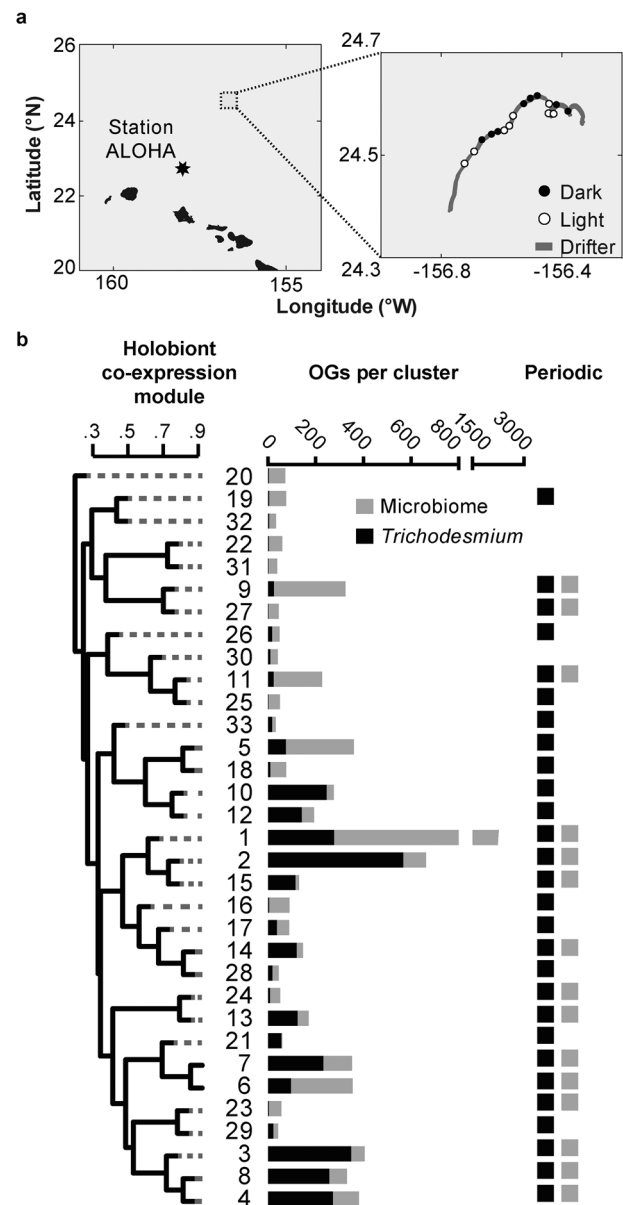 a
26
24
22
20
Latitude (°N)
Station
ALOHA
160
155
24.7
24.5
24.3
Dark
Light
Drifter
-156.8
-156.4
Longitude (°W)
b
Holobiont
co-expression
module
OGs per cluster
Periodic
.3 .5 .7 .9
0 200 400 600 800 1500 3000
Microbiome
Trichodesmium
20
19
32
22
31
9
27
26
30
11
25
33
5
18
10
12
1
2
15
16
17
14
28
24
13
21
7
6
23
29
3
8
4